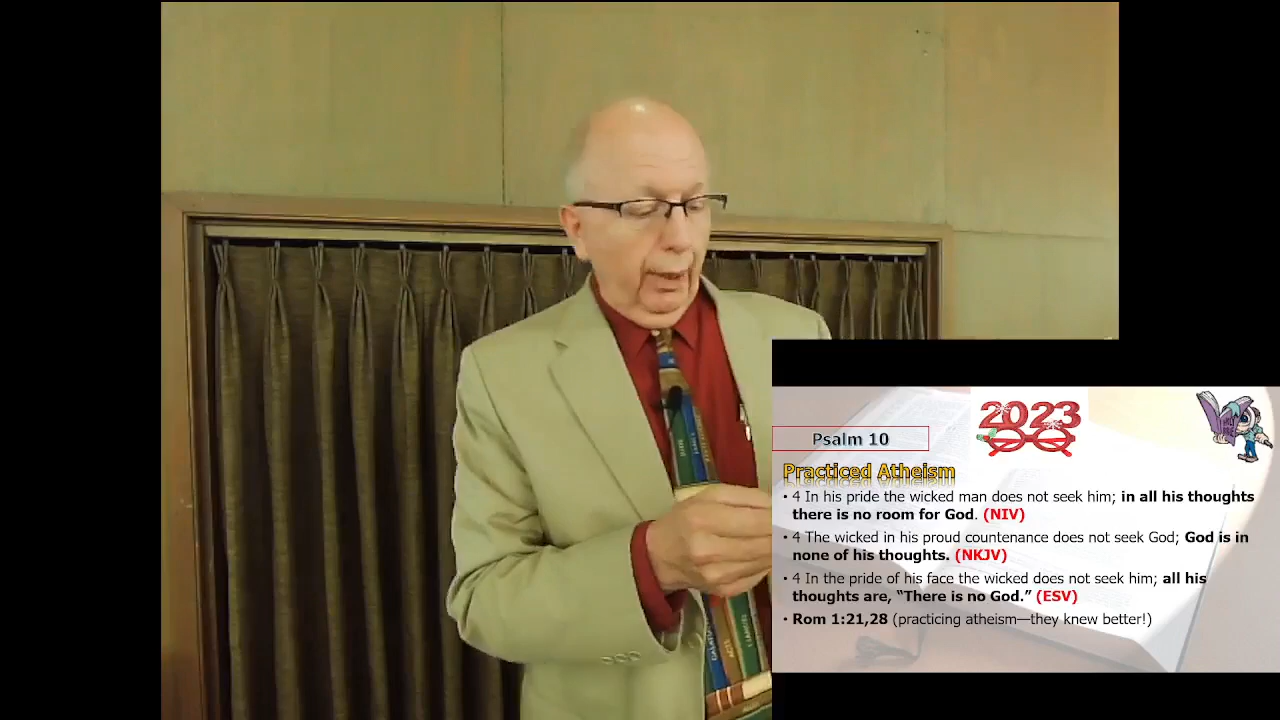 2023
Psalm 10
Practiced Atheism
• 4 In his pride the wicked man does not seek him; in all his thoughts
there is no room for God. (NIV)
• 4 The wicked in his proud countenance does not seek God; God is in
none of his thoughts. (NKJV)
• 4 In the pride of his face the wicked does not seek him; all his
thoughts are, “There is no God.” (ESV)
• Rom 1:21,28 (practicing atheism—they knew better!)